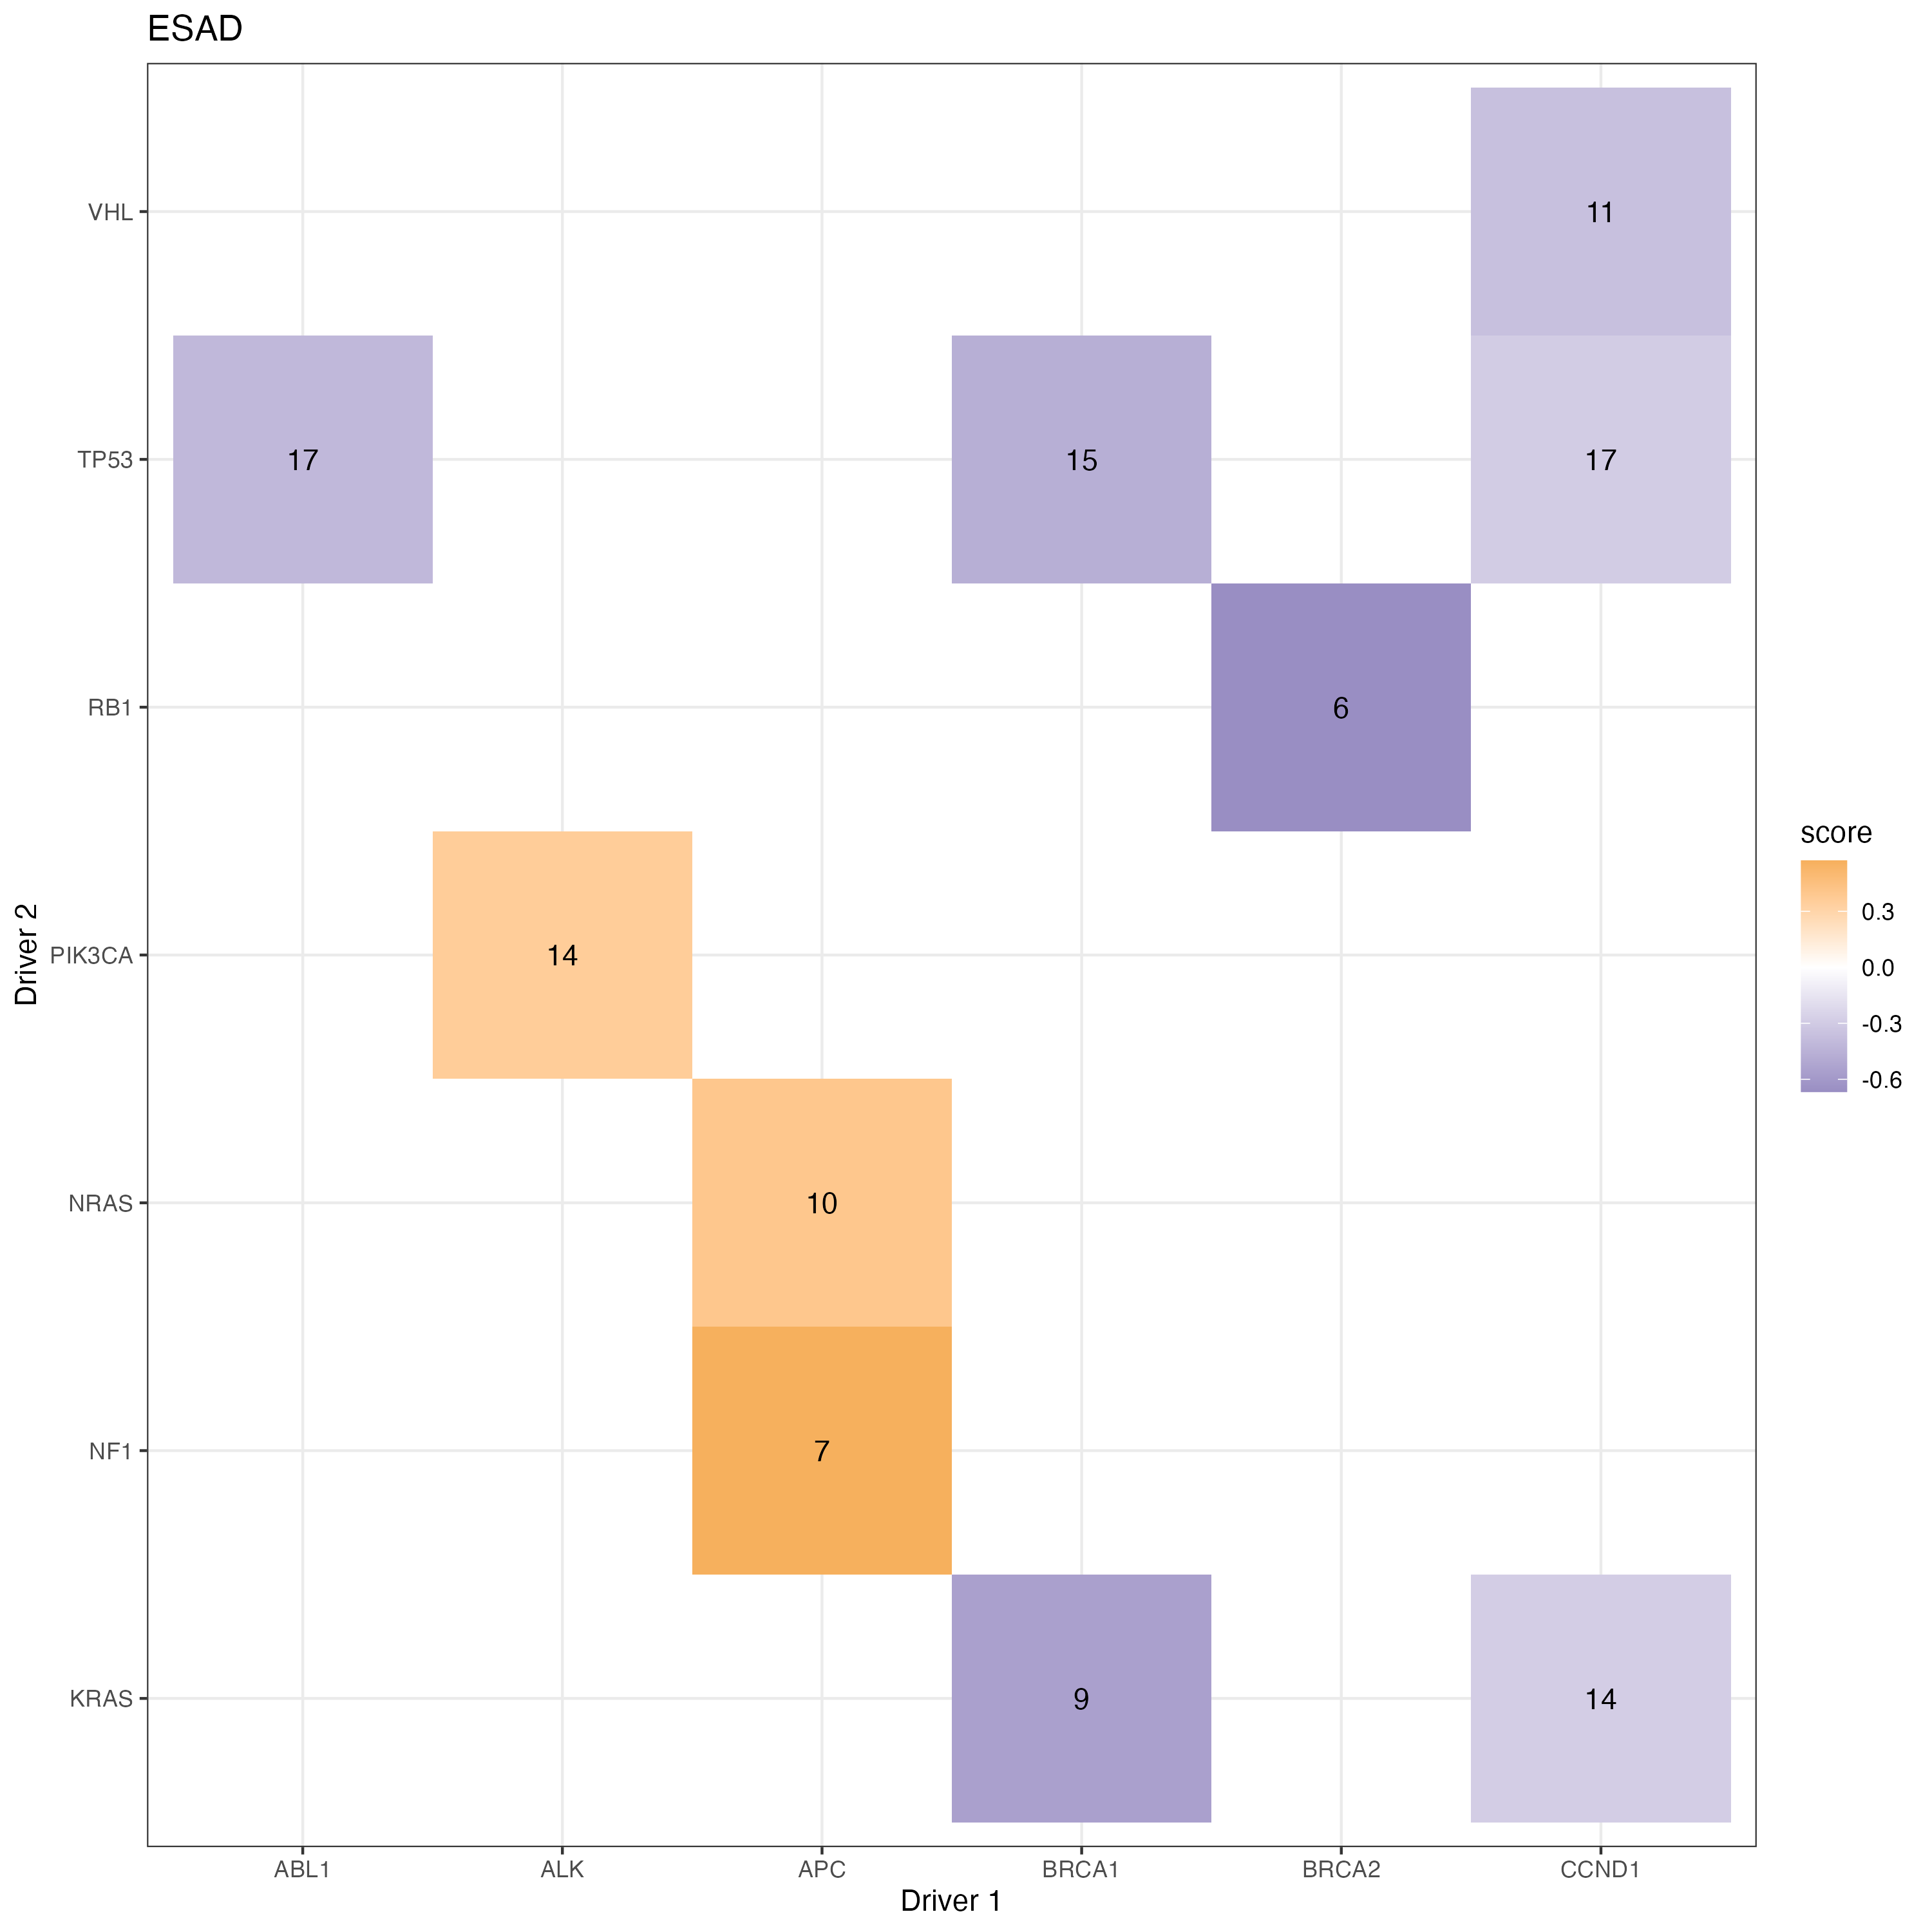 ESAD
VHL
11
TP53
17
15
17
RB1
6
PIK3CA
14
NRAS
10
NF1
7
KRAS
9
14
ABL1
ALK
APC
BRCA1
BRCA2
CCND1
Driver 1
Driver 2
score
0.3
0.0
-0.3
-0.6